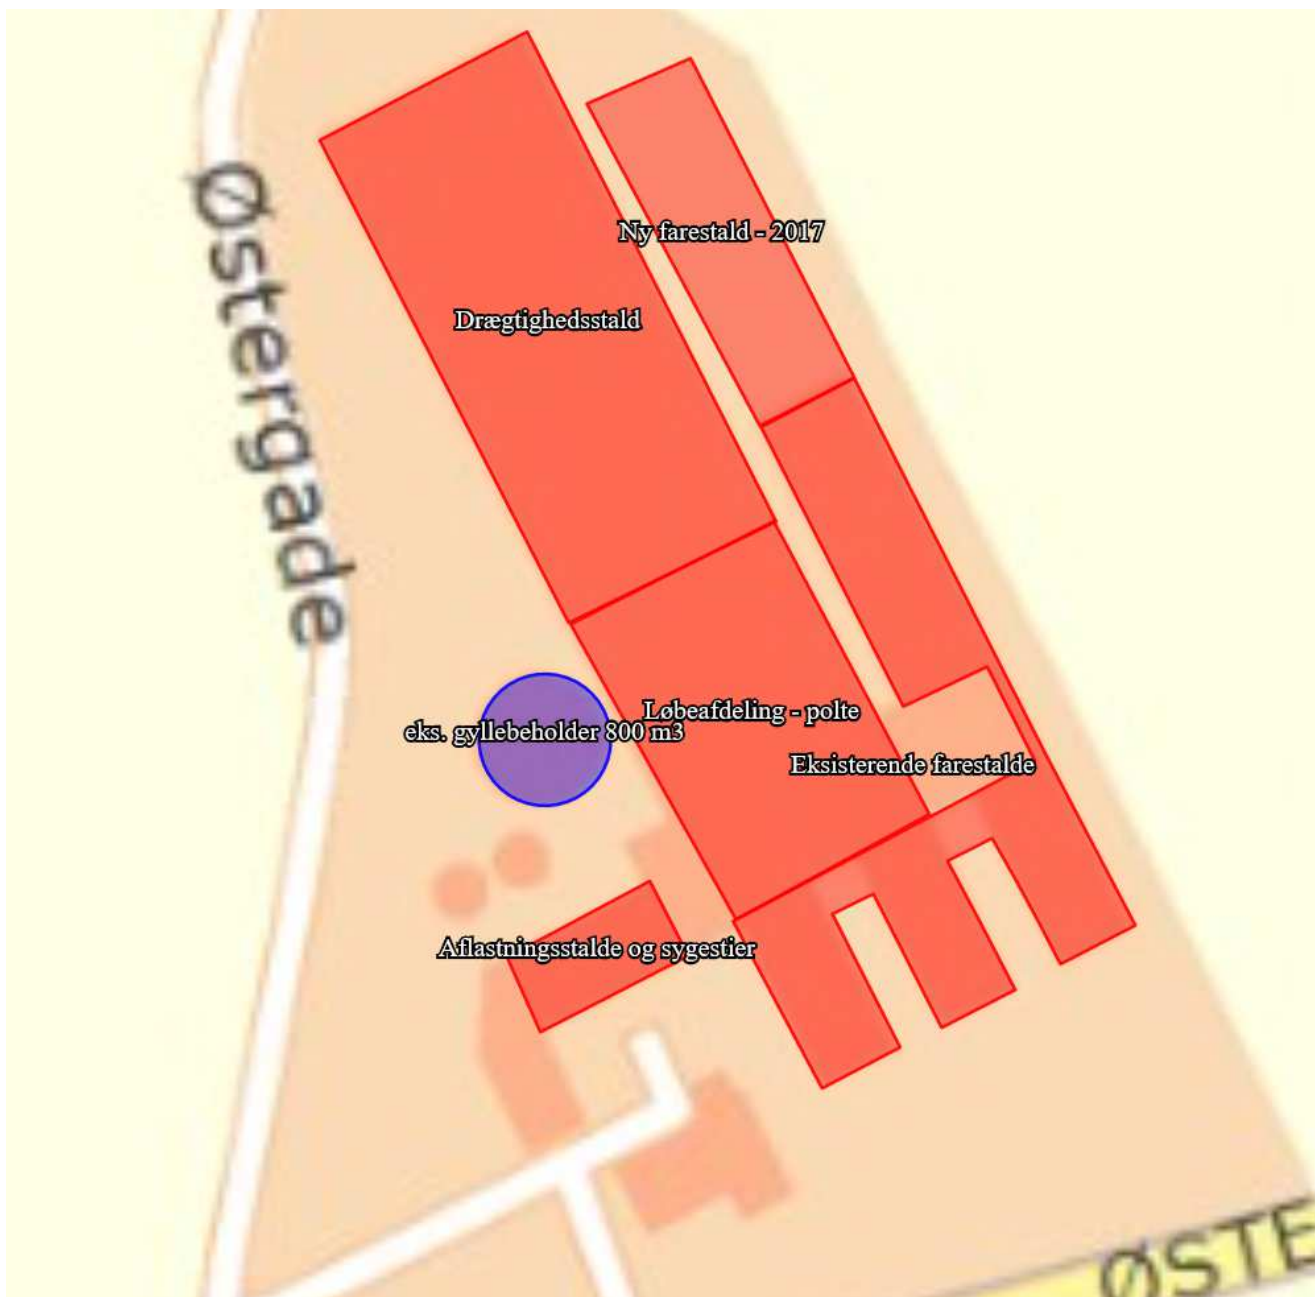 Østergade
Ny farestald - 2017
Drægtighedsstald
Løbeafdeling - polte
eks. gyllebeholder 800 m3
Eksisterende farestalde
Aflastningsstalde og sygestier
ØSTE